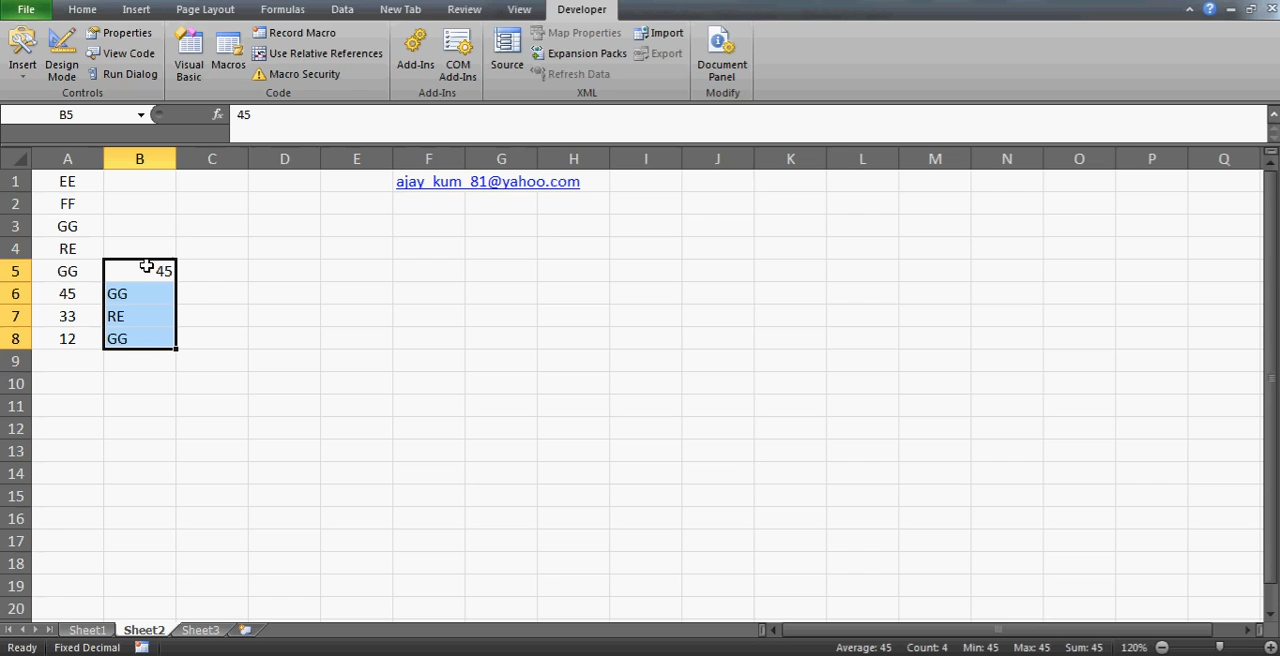 File Home Insert Page Layout Formulas Data New Tab Review View Developer
Insert Design Mode Properties View Code Run Dialog
Controls
Visual Basic Macros Record Macro Use Relative References Macro Security
Code
Add-Ins COM Add-Ins
Add-Ins
Source Map Properties Expansion Packs Refresh Data Import Export
XML
Document Panel
Modify
B5 fx 45
A B C D E F G H I J K L M N O P Q
1 EE ajay_kum_81@yahoo.com
2 FF
3 GG
4 RE
5 GG 45
6 45 GG
7 33 RE
8 12 GG
9
10
11
12
13
14
15
16
17
18
19
20
Sheet1 Sheet2 Sheet3
Ready Fixed Decimal Average: 45 Count: 4 Min: 45 Max: 45 Sum: 45 120%